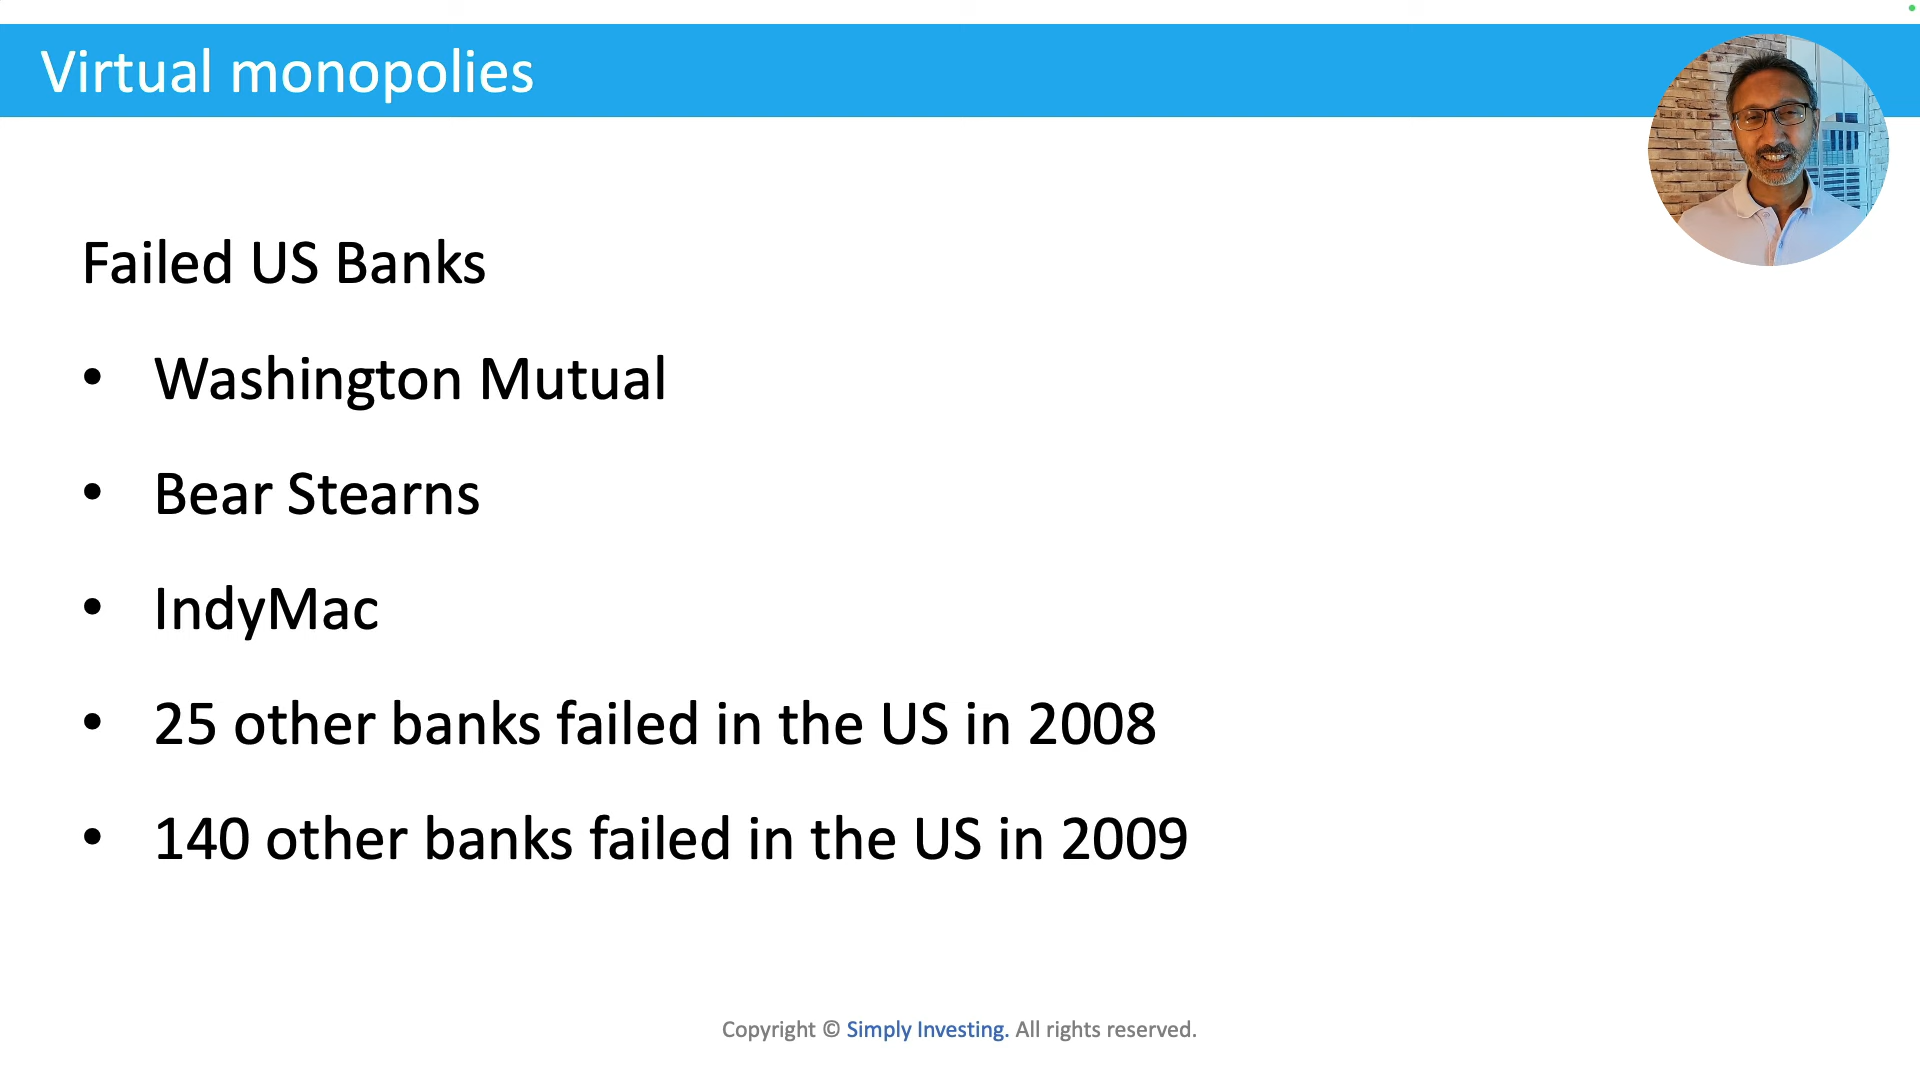 Virtual monopolies
Failed US Banks
• Washington Mutual
• Bear Stearns
• IndyMac
• 25 other banks failed in the US in 2008
• 140 other banks failed in the US in 2009
Copyright © Simply Investing. All rights reserved.